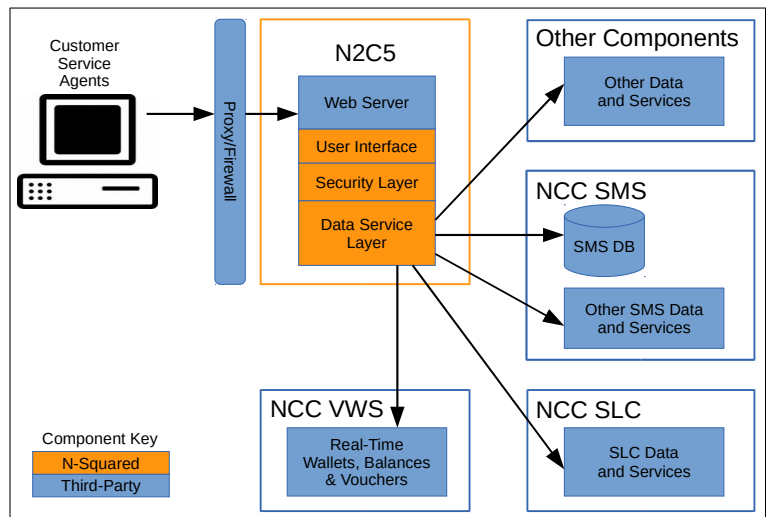 Customer
Service
Agents
Proxy/Firewall
N2C5
Web Server
User Interface
Security Layer
Data Service
Layer
Other Components
Other Data
and Services
NCC SMS
SMS DB
Other SMS Data
and Services
NCC VWS
Real-Time
Wallets, Balances
& Vouchers
NCC SLC
SLC Data
and Services
Component Key
N-Squared
Third-Party